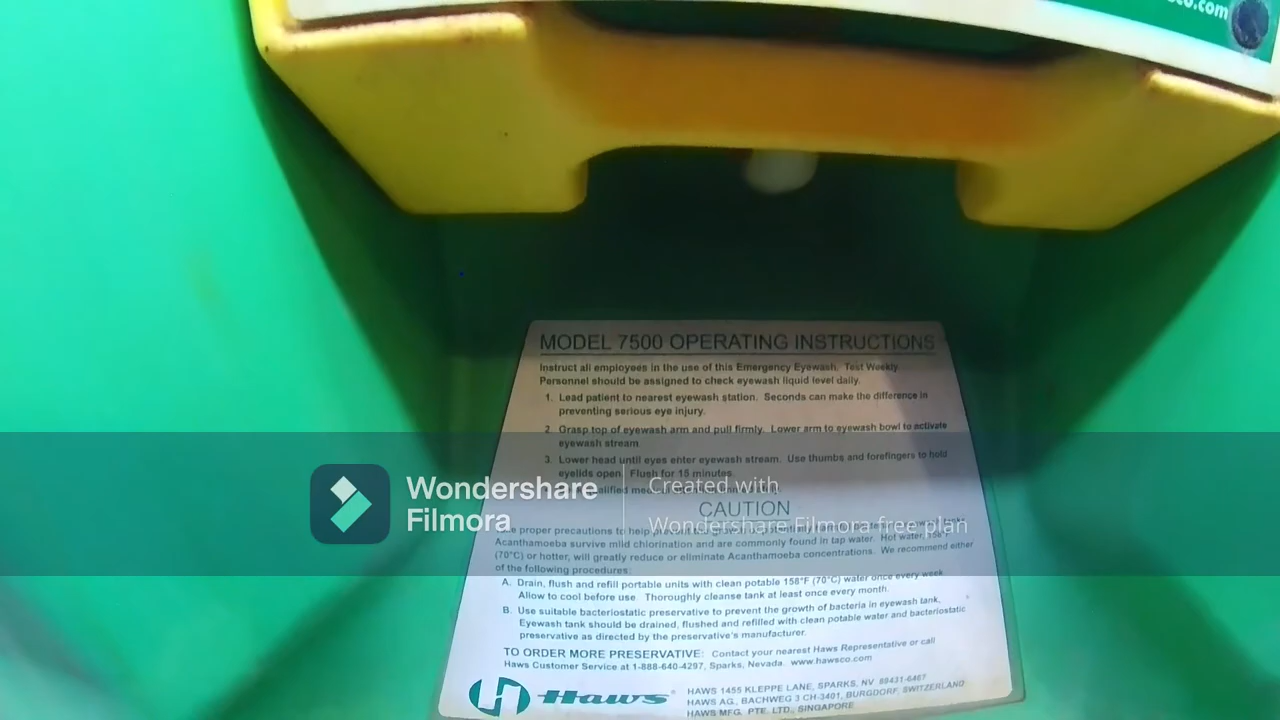 co.com
MODEL 7500 OPERATING INSTRUCTIONS
Instruct all employees in the use of this Emergency Eyewash. Test Weekly.
Personnel should be assigned to check eyewash liquid level daily.
1. Lead patient to nearest eyewash station. Seconds can make the difference in
preventing serious eye injury.
2. Grasp top of eyewash arm and pull firmly. Lower arm to eyewash bowl to activate
eyewash stream.
3. Lower head until eyes enter eyewash stream. Use thumbs and forefingers to hold
eyelids open. Flush for 15 minutes.
Wondershare
Filmora
Created with
Wondershare Filmora free plan
CAUTION
proper precautions to help prevent
Acanthamoeba survive mild chlorination and are commonly found in tap water. Hot water, 158°F
(70°C) or hotter, will greatly reduce or eliminate Acanthamoeba concentrations. We recommend either
of the following procedures:
A. Drain, flush and refill portable units with clean potable 158°F (70°C) water once every week.
Allow to cool before use. Thoroughly cleanse tank at least once every month.
B. Use suitable bacteriostatic preservative to prevent the growth of bacteria in eyewash tank,
Eyewash tank should be drained, flushed and refilled with clean potable water and bacteriostatic
preservative as directed by the preservative's manufacturer.
TO ORDER MORE PRESERVATIVE: Contact your nearest Haws Representative or call
Haws Customer Service at 1-888-640-4297, Sparks, Nevada. www.hawsco.com
Haws®
HAWS 1455 KLEPPE LANE, SPARKS, NV 89431-6467
HAWS AG., BACHWEG 3 CH-3401, BURGDORF, SWITZERLAND
HAWS MFG. PTE. LTD., SINGAPORE